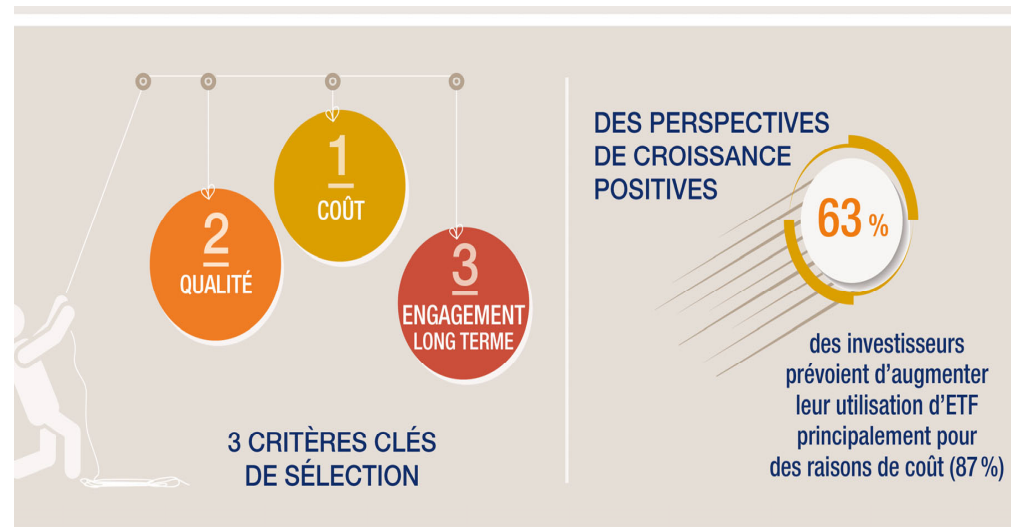 1
COÛT
2
QUALITÉ
3
ENGAGEMENT
LONG TERME
3 CRITÈRES CLÉS
DE SÉLECTION
DES PERSPECTIVES
DE CROISSANCE
POSITIVES
63 %
des investisseurs
prévoient d’augmenter
leur utilisation d’ETF
principalement pour
des raisons de coût (87 %)